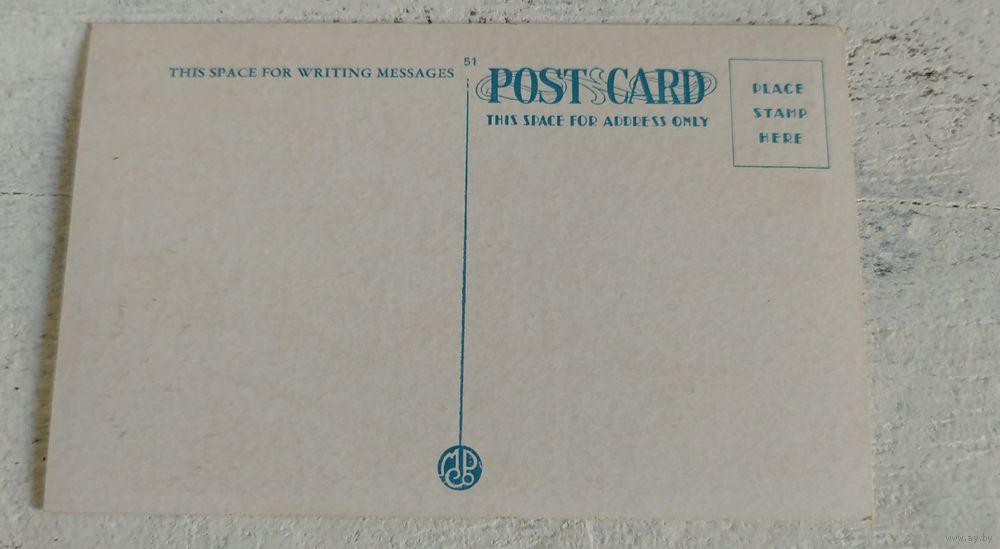 THIS SPACE FOR WRITING MESSAGES
51
POST CARD
THIS SPACE FOR ADDRESS ONLY
PLACE
STAMP
HERE
www.ay.by